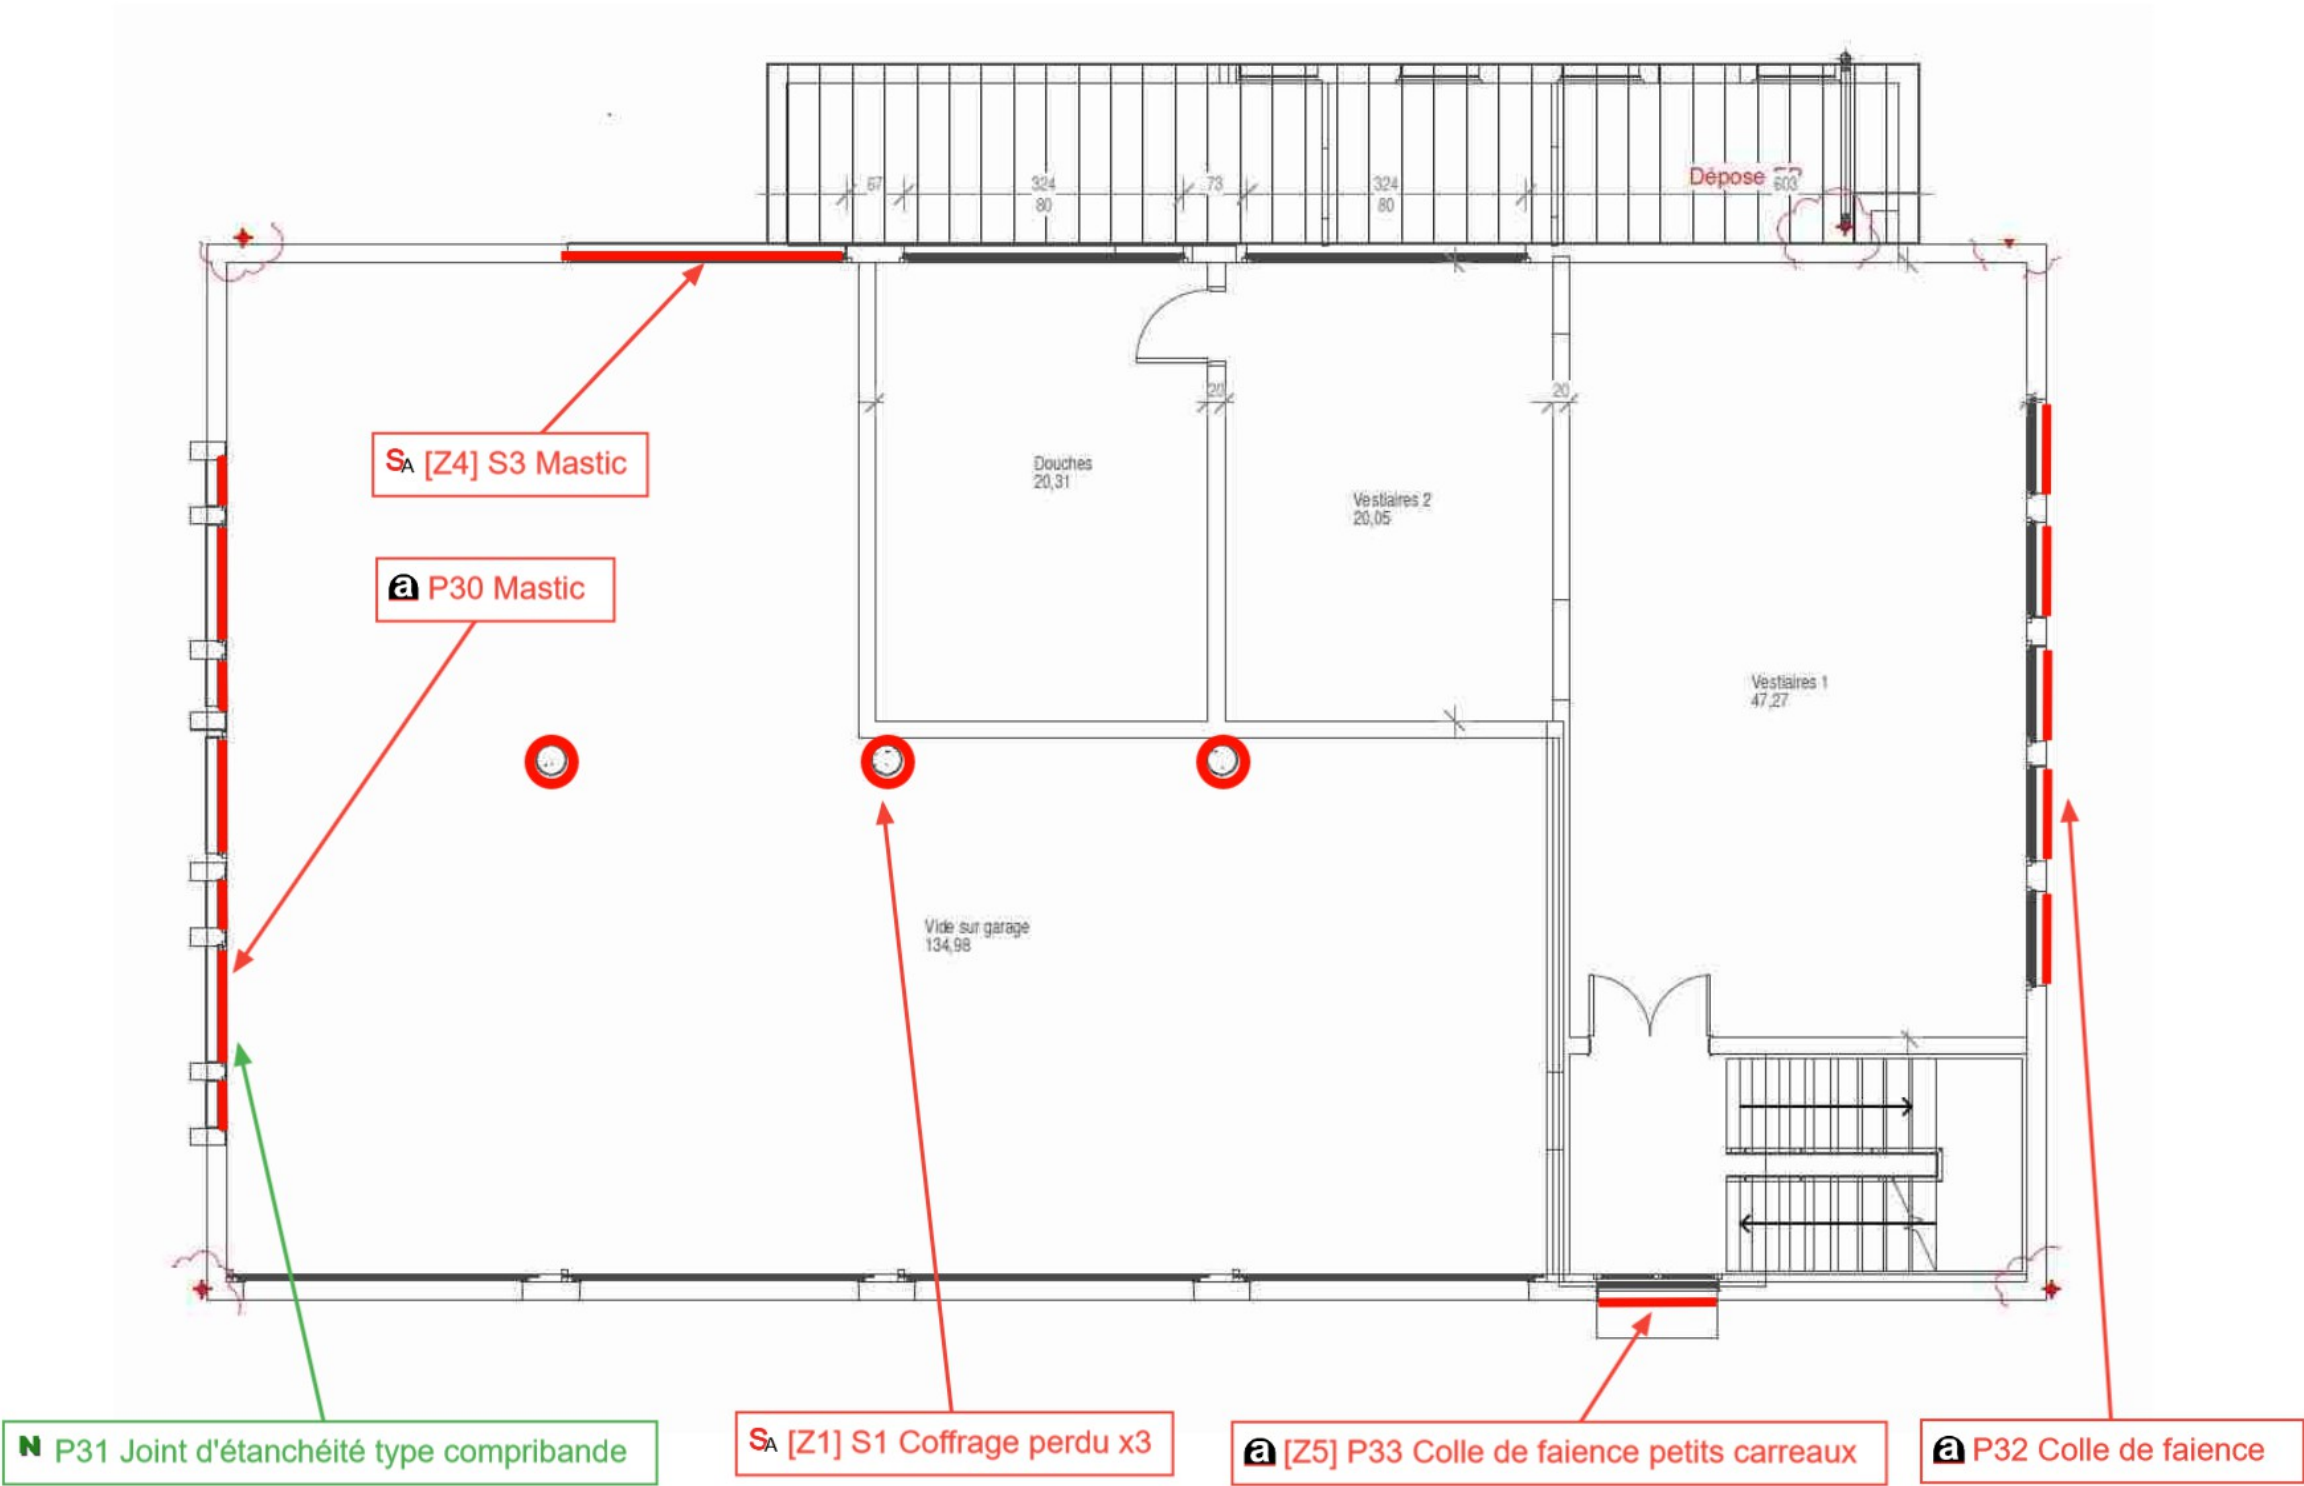 Dépose
67
324
73
324
603
80
80
SA [Z4] S3 Mastic
20
20
Douches
20,31
Vestiaires 2
20,05
a P30 Mastic
Vestiaires 1
47,27
Vide sur garage
134,98
N P31 Joint d'étanchéité type compribande
SA [Z1] S1 Coffrage perdu x3
a [Z5] P33 Colle de faience petits carreaux
a P32 Colle de faience